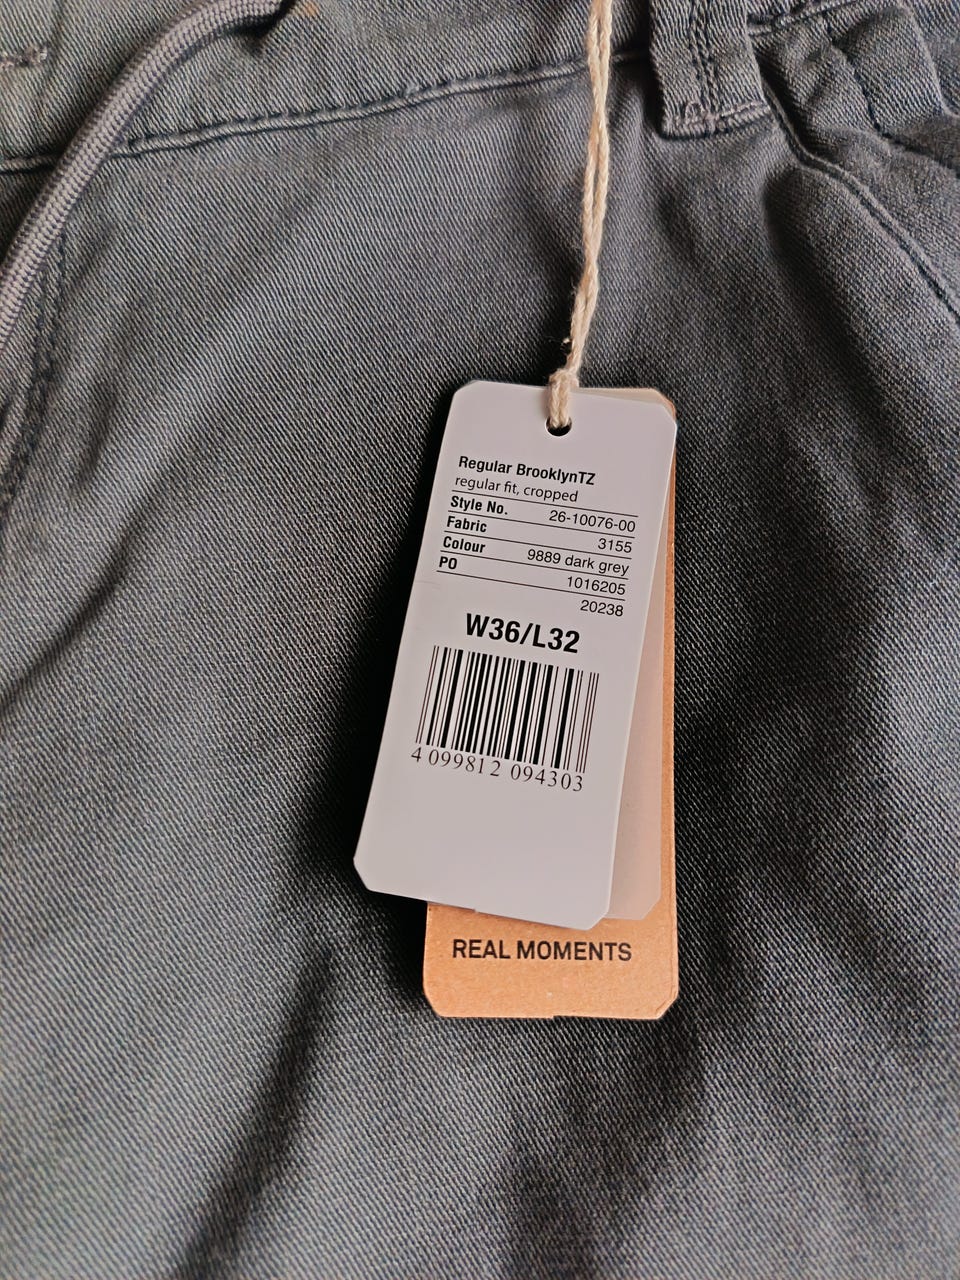 Regular BrooklynTZ
regular fit, cropped
Style No. 26-10076-00
Fabric 3155
Colour 9889 dark grey
PO 1016205
20238
W36/L32
4 099812 094303
REAL MOMENTS